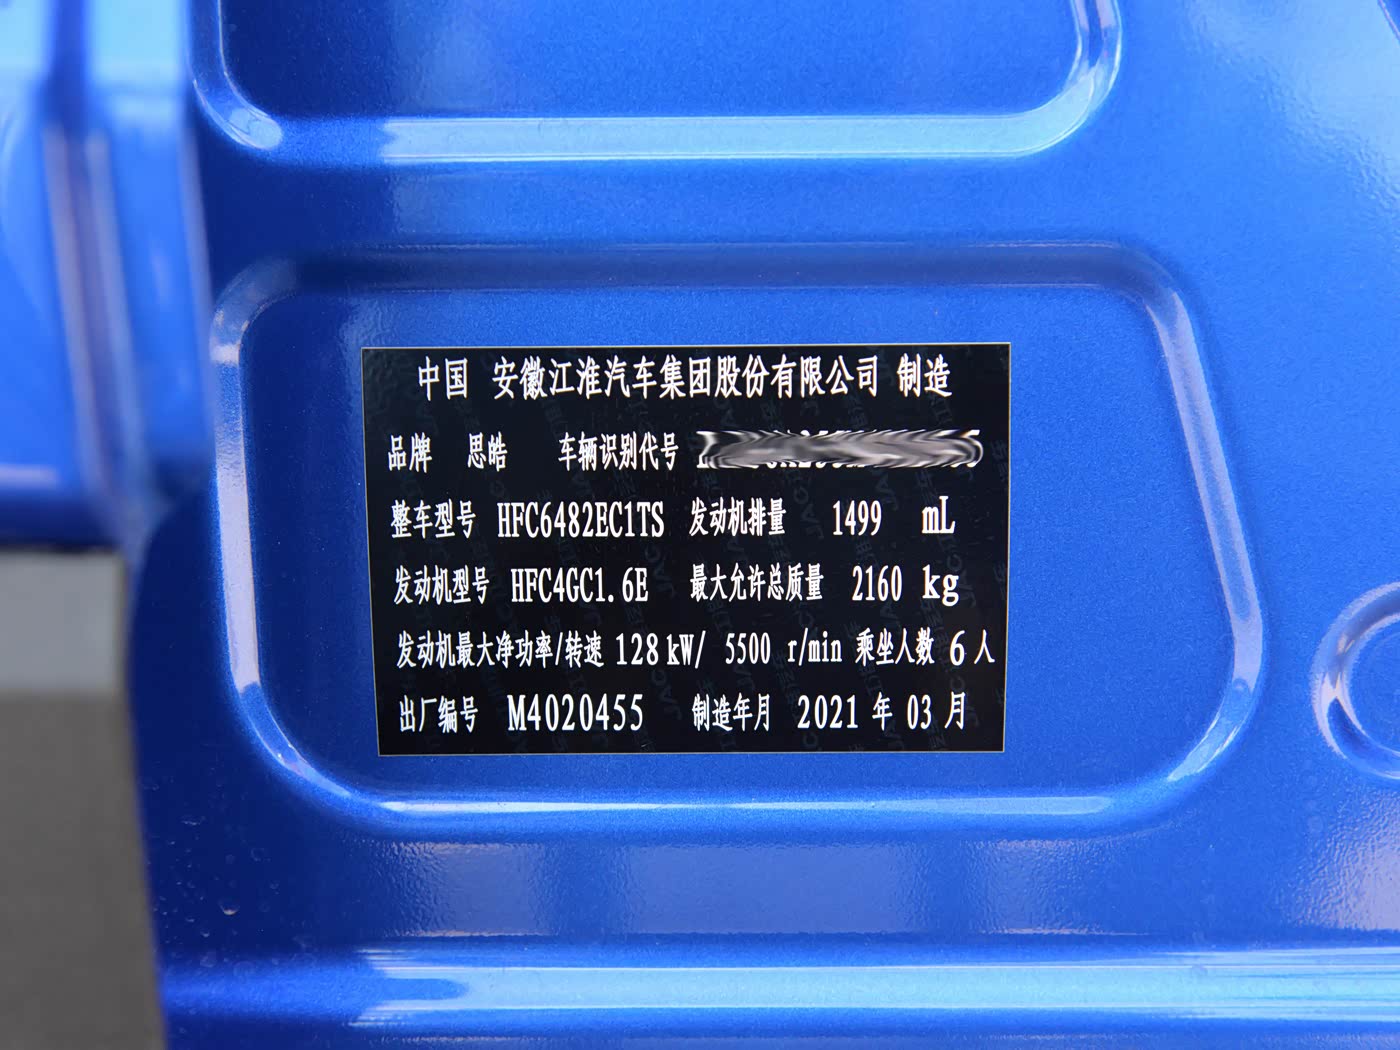 中国 安徽江淮汽车集团股份有限公司 制造
品牌 思皓 车辆识别代号
整车型号 HFC6482EC1TS 发动机排量 1499 mL
发动机型号 HFC4GC1.6E 最大允许总质量 2160 kg
发动机最大净功率/转速 128 kW/ 5500 r/min 乘坐人数 6 人
出厂编号 M4020455 制造年月 2021 年 03 月